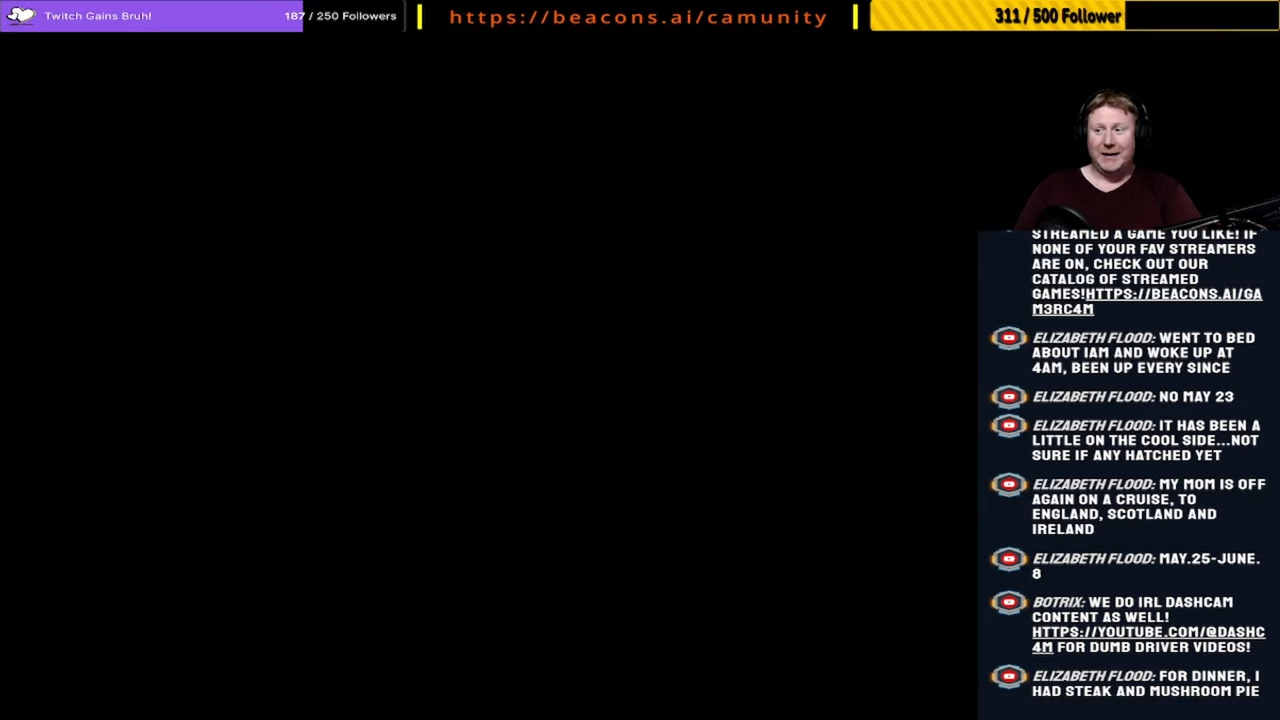 Twitch Gains Bruh!
187 / 250 Followers
https://beacons.ai/camunity
311 / 500 Follower
STREAMED A GAME YOU LIKE! IF
NONE OF YOUR FAV STREAMERS
ARE ON, CHECK OUT OUR
CATALOG OF STREAMED
GAMES!HTTPS://BEACONS.AI/GA
M3RC4M
ELIZABETH FLOOD: WENT TO BED
ABOUT 1AM AND WOKE UP AT
4AM, BEEN UP EVERY SINCE
ELIZABETH FLOOD: NO MAY 23
ELIZABETH FLOOD: IT HAS BEEN A
LITTLE ON THE COOL SIDE...NOT
SURE IF ANY HATCHED YET
ELIZABETH FLOOD: MY MOM IS OFF
AGAIN ON A CRUISE, TO
ENGLAND, SCOTLAND AND
IRELAND
ELIZABETH FLOOD: MAY.25-JUNE.
8
BOTRIX: WE DO IRL DASHCAM
CONTENT AS WELL!
HTTPS://YOUTUBE.COM/@DASHC
4M FOR DUMB DRIVER VIDEOS!
ELIZABETH FLOOD: FOR DINNER, I
HAD STEAK AND MUSHROOM PIE